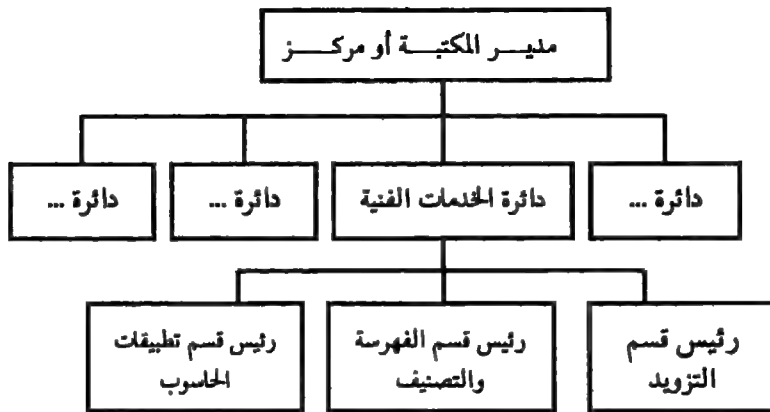 مديـــر المكتبـــة أو مركـــــز
دائرة ...
دائرة الخدمات الفنية
دائرة ...
دائرة ...
رئيس قسم
التزويد
رئيس قسم الفهرسة
والتصنيف
رئيس قسم تطبيقات
الحاسوب